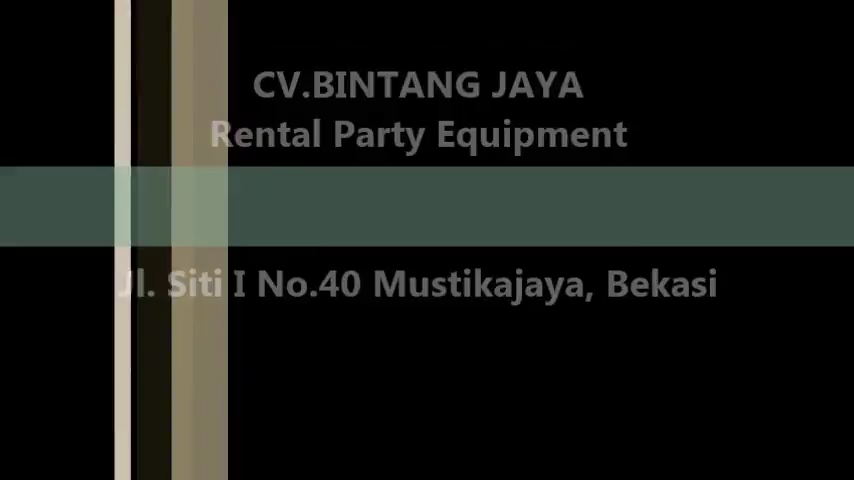 CV.BINTANG JAYA
Rental Party Equipment
Jl. Siti I No.40 Mustikajaya, Bekasi